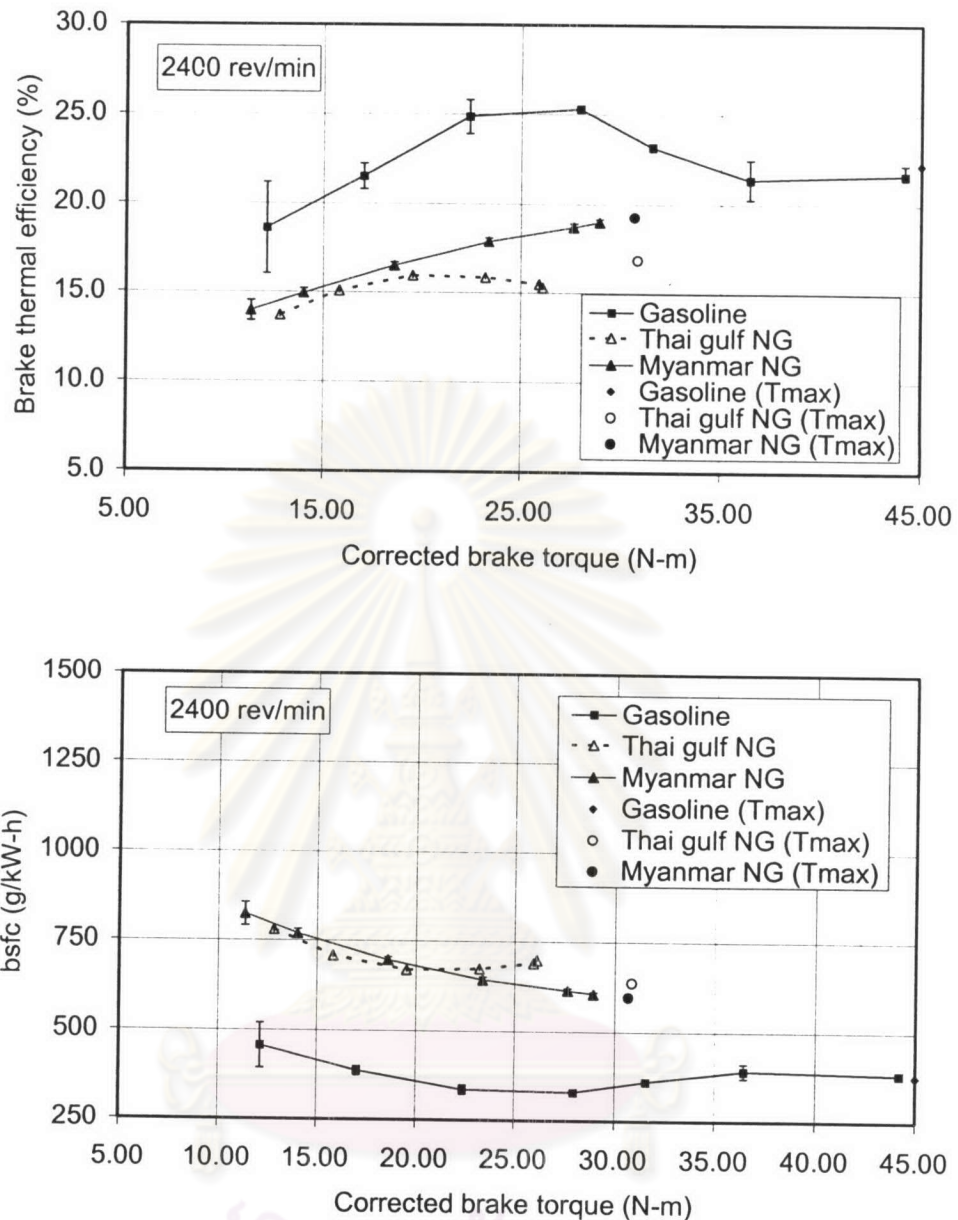 30.0
25.0
20.0
15.0
10.0
5.0
Brake thermal efficiency (%)
2400 rev/min
Gasoline
Thai gulf NG
Myanmar NG
Gasoline (Tmax)
Thai gulf NG (Tmax)
Myanmar NG (Tmax)
5.00 15.00 25.00 35.00 45.00
Corrected brake torque (N-m)
1500
1250
1000
750
500
250
bsfc (g/kW-h)
2400 rev/min
Gasoline
Thai gulf NG
Myanmar NG
Gasoline (Tmax)
Thai gulf NG (Tmax)
Myanmar NG (Tmax)
5.00 10.00 15.00 20.00 25.00 30.00 35.00 40.00 45.00
Corrected brake torque (N-m)